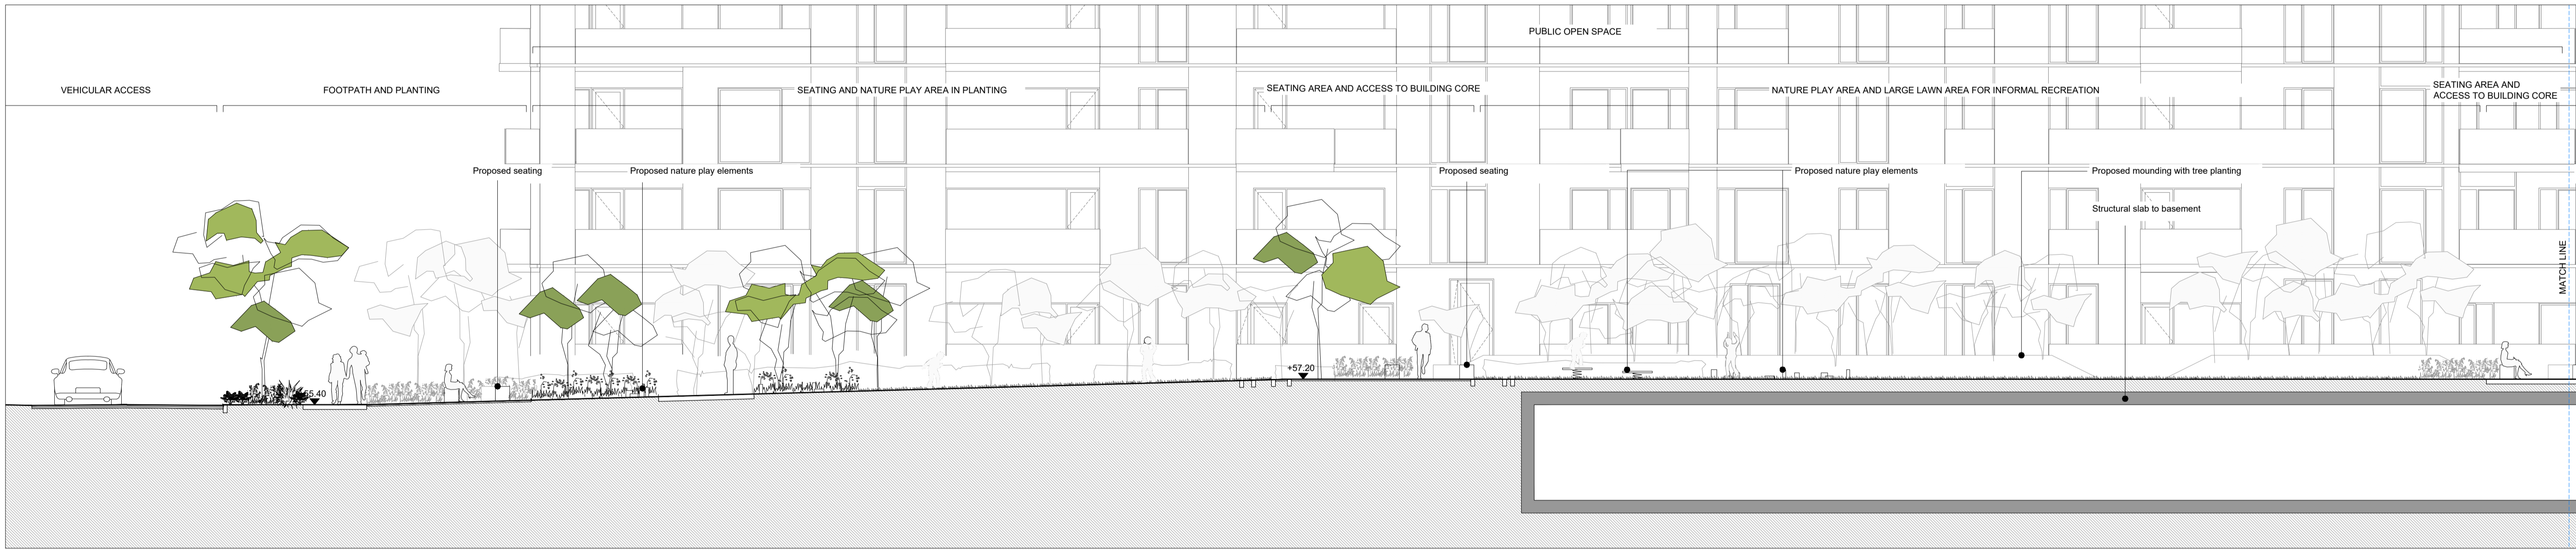 PUBLIC OPEN SPACE
VEHICULAR ACCESS
FOOTPATH AND PLANTING
SEATING AND NATURE PLAY AREA IN PLANTING
SEATING AREA AND ACCESS TO BUILDING CORE
NATURE PLAY AREA AND LARGE LAWN AREA FOR INFORMAL RECREATION
SEATING AREA AND
ACCESS TO BUILDING CORE
Proposed seating
Proposed nature play elements
Proposed seating
Proposed nature play elements
Proposed mounding with tree planting
Structural slab to basement
MATCH LINE
+57.20